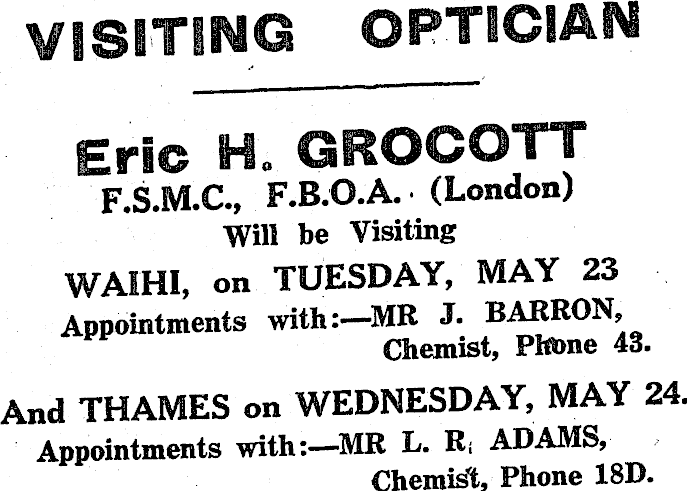 VISITING OPTICIAN
Eric H. GROCOTT
F.S.M.C., F.B.O.A. (London)
Will be Visiting
WAIHI, on TUESDAY, MAY 23
Appointments with:—MR J. BARRON,
Chemist, Phone 43.
And THAMES on WEDNESDAY, MAY 24.
Appointments with:—MR L. R. ADAMS,
Chemist, Phone 18D.